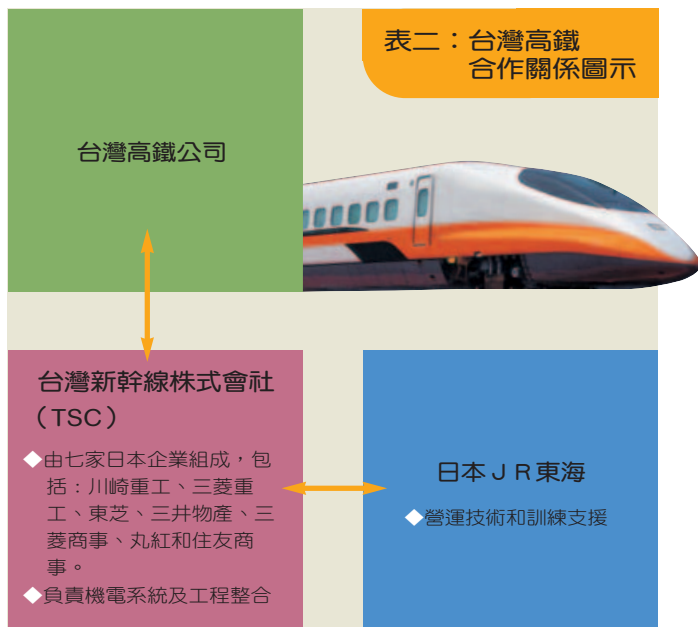 表二：台灣高鐵
合作關係圖示
台灣高鐵公司
台灣新幹線株式會社
（TSC）
◆由七家日本企業組成，包
括：川崎重工、三菱重
工、東芝、三井物產、三
菱商事、丸紅和住友商
事。
◆負責機電系統及工程整合
日本ＪＲ東海
◆營運技術和訓練支援